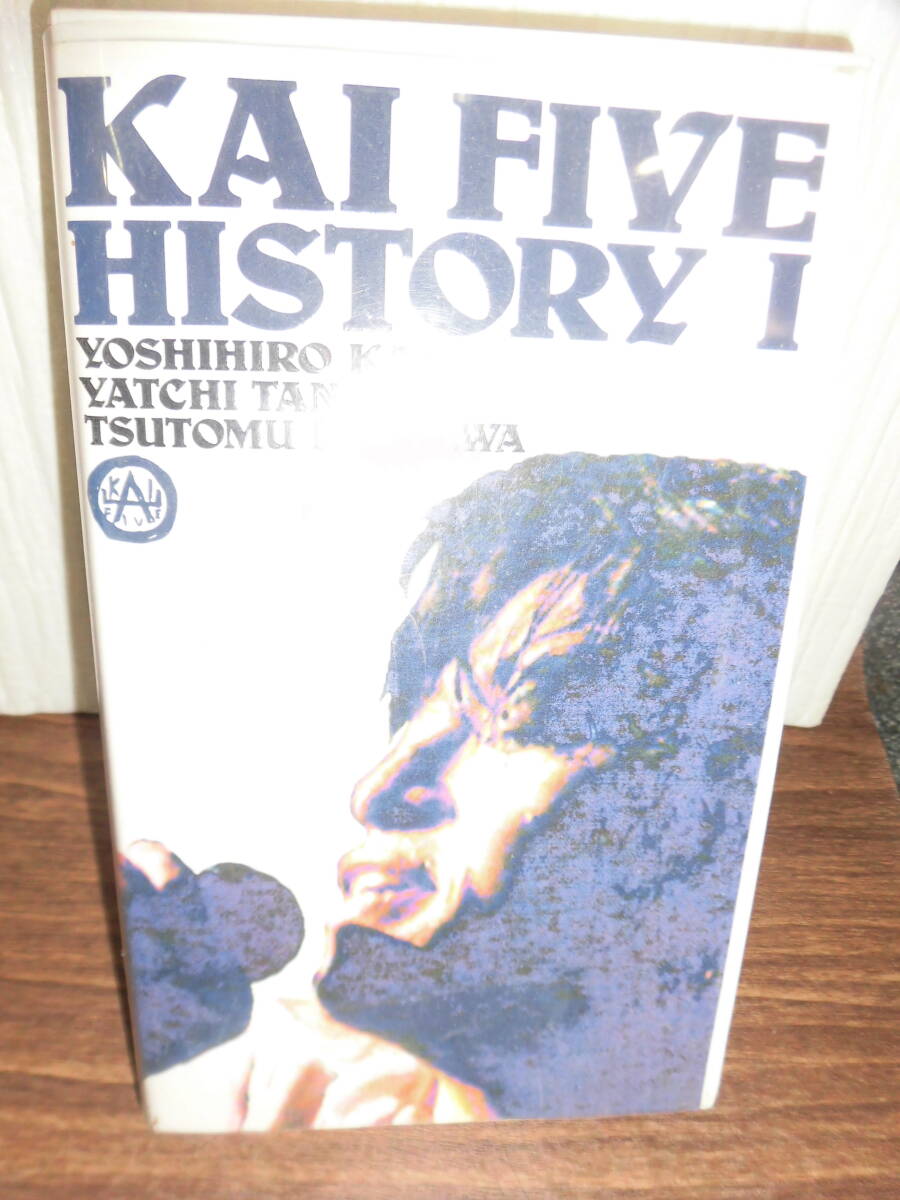 KAI FIVE
HISTORY I
YOSHIHIRO
YATCHI
TSUTOMU
KAI
FIVE